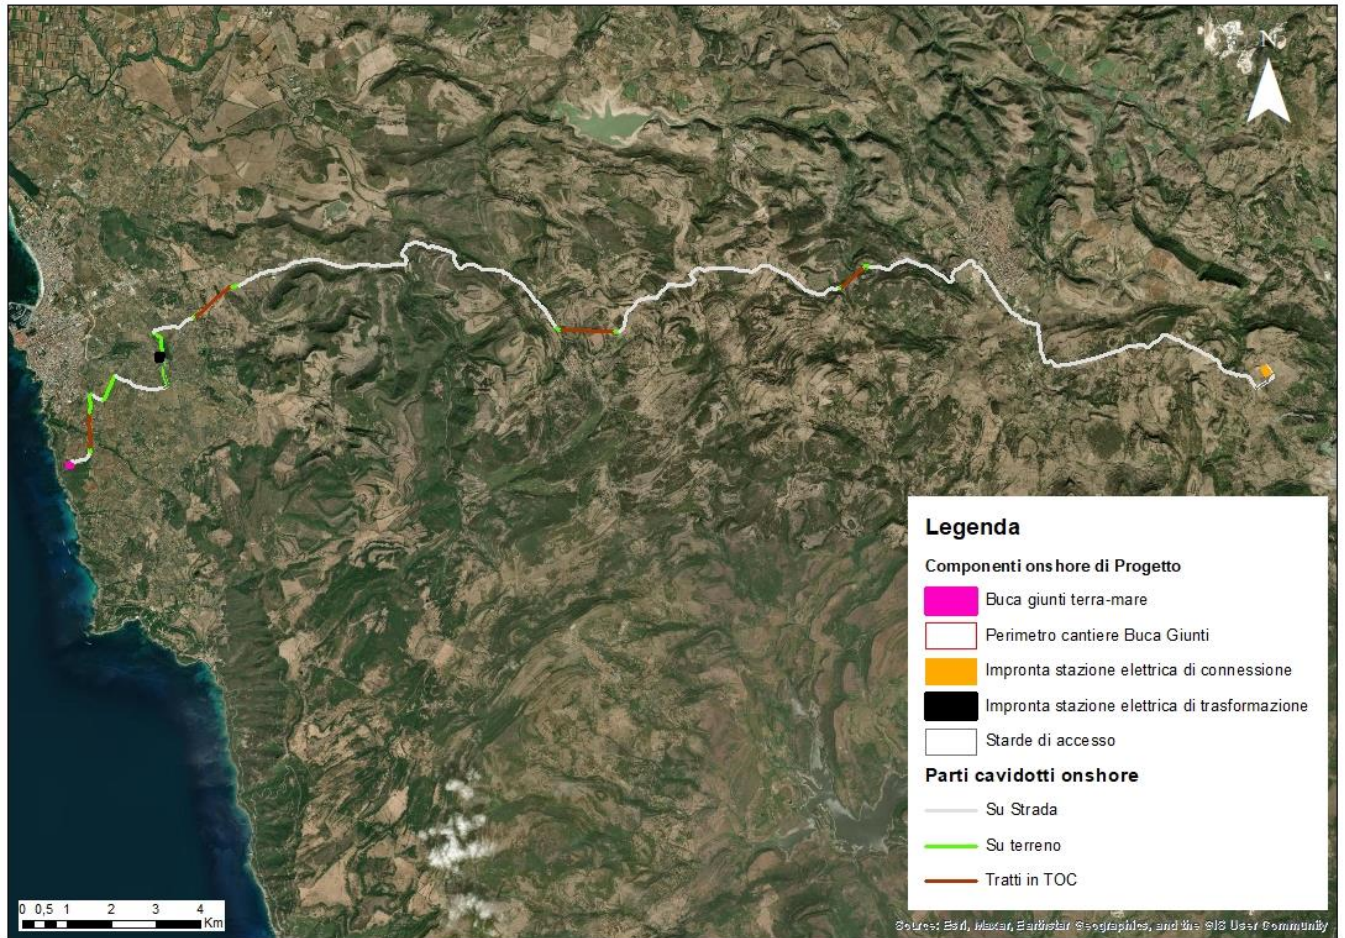 N
Legenda
Componenti onshore di Progetto
Buca giunti terra-mare
Perimetro cantiere Buca Giunti
Impronta stazione elettrica di connessione
Impronta stazione elettrica di trasformazione
Starde di accesso
Parti cavidotti onshore
Su Strada
Su terreno
Tratti in TOC
0 0,5 1 2 3 4
Km
Source: Esri, Maxar, Earthstar Geographics, and the GIS User Community